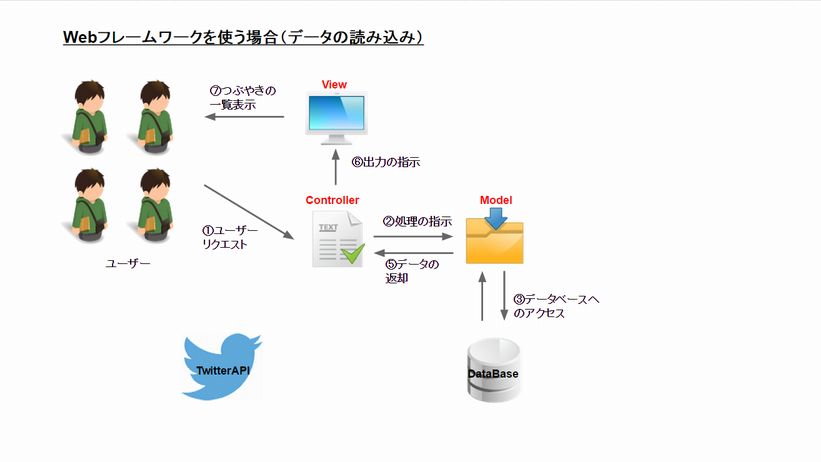 Webフレームワークを使う場合(データの読み込み)
⑦つぶやきの
一覧表示
View
⑥出力の指示
Controller
Model
①ユーザー
リクエスト
TEXT
②処理の指示
⑤データの
返却
ユーザー
③データベースへ
のアクセス
TwitterAPI
DataBase